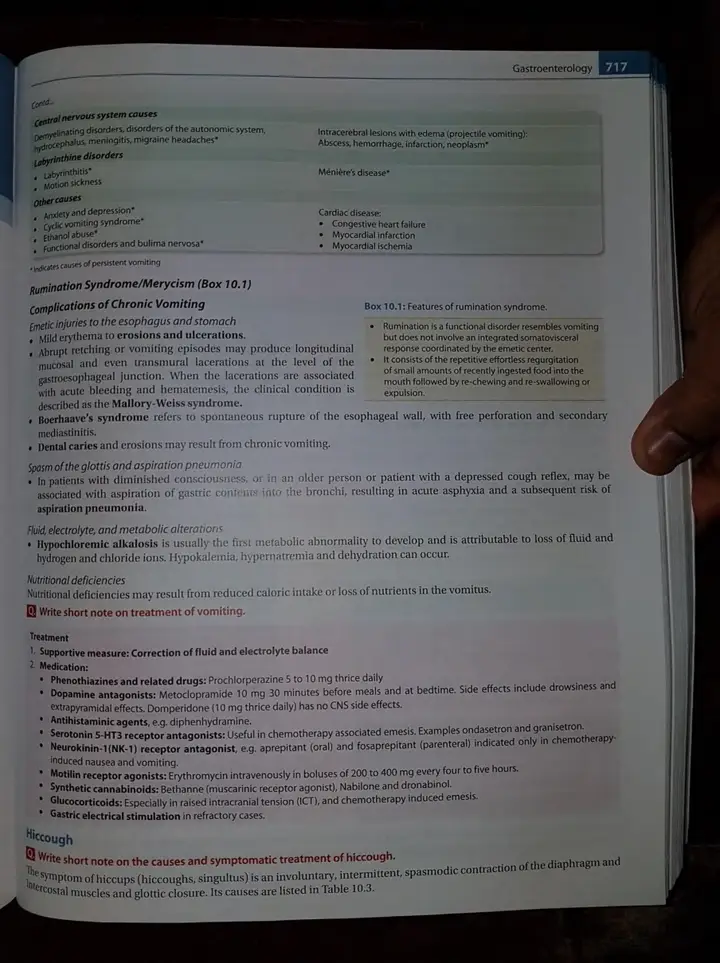 Gastroenterology 717
Contd...
Central nervous system causes
Demyelinating disorders, disorders of the autonomic system,
hydrocephalus, meningitis, migraine headaches*
Intracerebral lesions with edema (projectile vomiting):
Abscess, hemorrhage, infarction, neoplasm*
Labyrinthine disorders
• Labyrinthitis*
• Motion sickness
Ménière's disease*
Other causes
• Anxiety and depression*
• Cyclic vomiting syndrome*
• Ethanol abuse*
• Functional disorders and bulima nervosa*
Cardiac disease:
• Congestive heart failure
• Myocardial infarction
• Myocardial ischemia
*Indicates causes of persistent vomiting
Rumination Syndrome/Merycism (Box 10.1)
Complications of Chronic Vomiting
Emetic injuries to the esophagus and stomach
• Mild erythema to erosions and ulcerations.
• Abrupt retching or vomiting episodes may produce longitudinal
mucosal and even transmural lacerations at the level of the
gastroesophageal junction. When the lacerations are associated
with acute bleeding and hematemesis, the clinical condition is
described as the Mallory-Weiss syndrome.
Box 10.1: Features of rumination syndrome.
• Rumination is a functional disorder resembles vomiting
but does not involve an integrated somatovisceral
response coordinated by the emetic center.
• It consists of the repetitive effortless regurgitation
of small amounts of recently ingested food into the
mouth followed by re-chewing and re-swallowing or
expulsion.
• Boerhaave's syndrome refers to spontaneous rupture of the esophageal wall, with free perforation and secondary
mediastinitis.
• Dental caries and erosions may result from chronic vomiting.
Spasm of the glottis and aspiration pneumonia
• In patients with diminished consciousness, or in an older person or patient with a depressed cough reflex, may be
associated with aspiration of gastric contents into the bronchi, resulting in acute asphyxia and a subsequent risk of
aspiration pneumonia.
Fluid, electrolyte, and metabolic alterations
• Hypochloremic alkalosis is usually the first metabolic abnormality to develop and is attributable to loss of fluid and
hydrogen and chloride ions. Hypokalemia, hypernatremia and dehydration can occur.
Nutritional deficiencies
Nutritional deficiencies may result from reduced caloric intake or loss of nutrients in the vomitus.
Q Write short note on treatment of vomiting.
Treatment
1. Supportive measure: Correction of fluid and electrolyte balance
2. Medication:
• Phenothiazines and related drugs: Prochlorperazine 5 to 10 mg thrice daily
• Dopamine antagonists: Metoclopramide 10 mg 30 minutes before meals and at bedtime. Side effects include drowsiness and
extrapyramidal effects. Domperidone (10 mg thrice daily) has no CNS side effects.
• Antihistaminic agents, e.g. diphenhydramine.
• Serotonin 5-HT3 receptor antagonists: Useful in chemotherapy associated emesis. Examples ondasetron and granisetron.
• Neurokinin-1(NK-1) receptor antagonist, e.g. aprepitant (oral) and fosaprepitant (parenteral) indicated only in chemotherapy-
induced nausea and vomiting.
• Motilin receptor agonists: Erythromycin intravenously in boluses of 200 to 400 mg every four to five hours.
• Synthetic cannabinoids: Bethanne (muscarinic receptor agonist), Nabilone and dronabinol.
• Glucocorticoids: Especially in raised intracranial tension (ICT), and chemotherapy induced emesis.
• Gastric electrical stimulation in refractory cases.
Hiccough
Q Write short note on the causes and symptomatic treatment of hiccough.
The symptom of hiccups (hiccoughs, singultus) is an involuntary, intermittent, spasmodic contraction of the diaphragm and
intercostal muscles and glottic closure. Its causes are listed in Table 10.3.